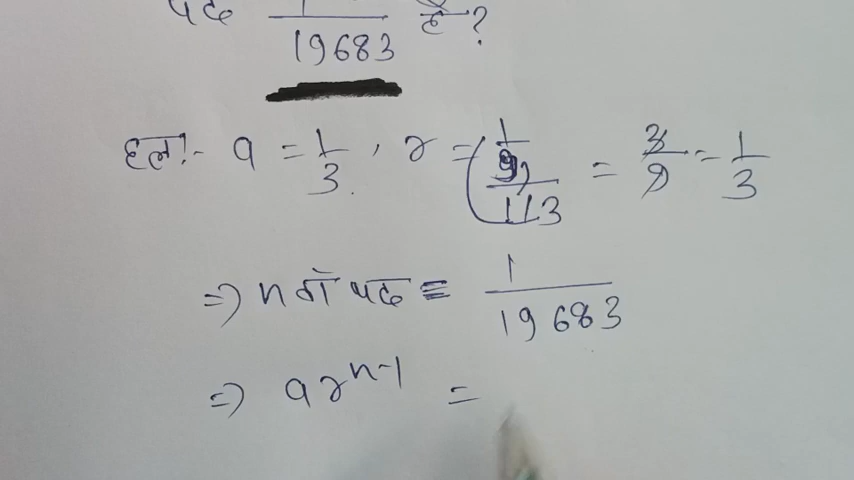 पद 1/19683 है?
हल!- a = 1/3, r = (1/9)/(1/3) = 3/9 = 1/3
⇒ n वाँ पद = 1/19683
⇒ ar^n-1 =